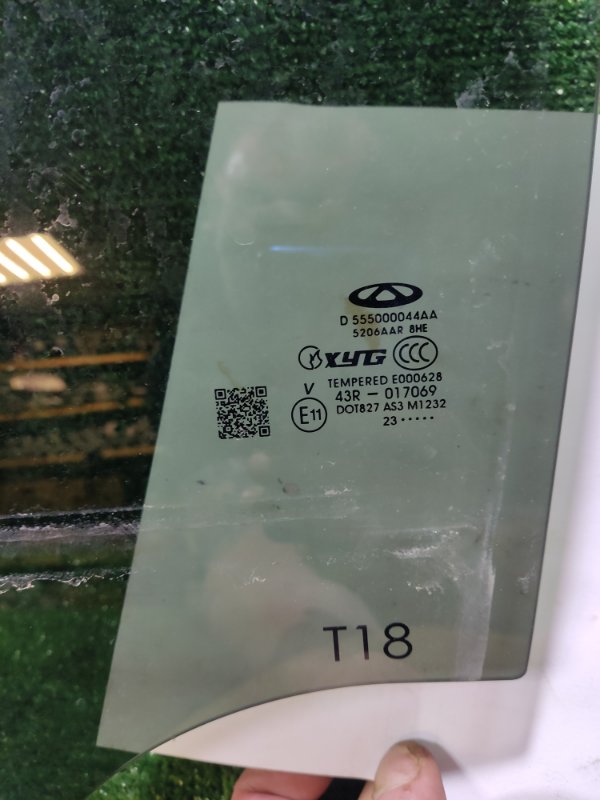 D 555000044AA
5206AAR 8HE
XYG CCC
TEMPERED E000628
V
43R - 017069
E11
DOT827 AS3 M1232
23 •••••
T18